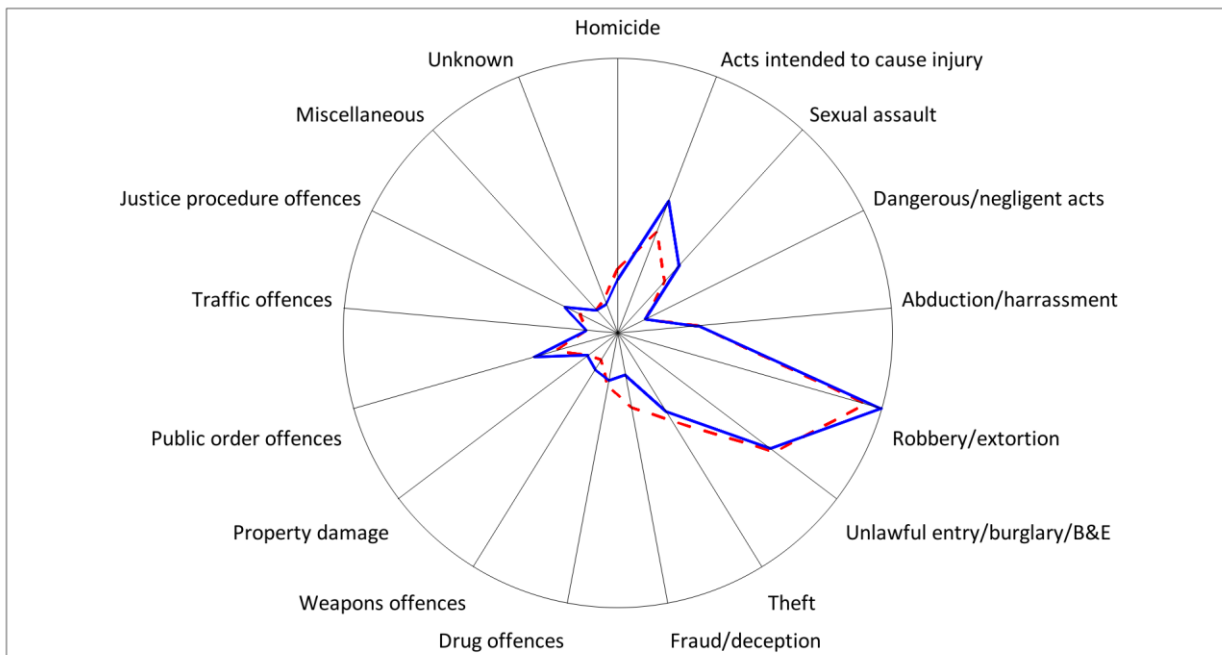 Homicide
Acts intended to cause injury
Sexual assault
Dangerous/negligent acts
Abduction/harrassment
Robbery/extortion
Unlawful entry/burglary/B&E
Theft
Fraud/deception
Drug offences
Weapons offences
Property damage
Public order offences
Traffic offences
Justice procedure offences
Miscellaneous
Unknown